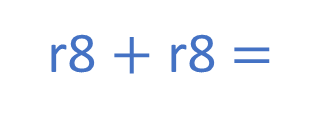 r8 + r8 =